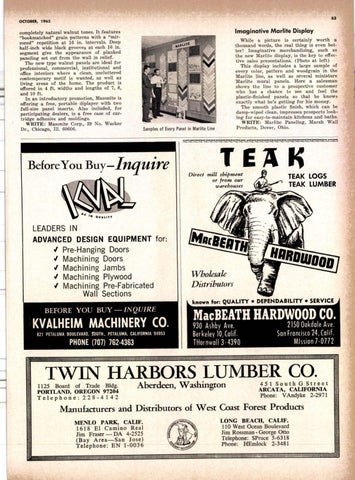 OCTOBER, 1965
63
completely natural walnut tones. It features
"bookmatched" grain patterns with a "mir-
rored" repetition at 16 in. intervals. Deep
half-inch wide black grooves at each 16 in.
segment give the appearance of plank
paneling set out from the wall in relief.
The new type walnut panels are ideal for
professional, commercial, institutional and
office interiors where a clean, uncluttered
contemporary motif is wanted, as well as
living areas of the home. The product is
offered in 4 ft. widths and lengths of 7, 8,
and 10 ft.
In an introductory promotion, Masonite is
offering a free, portable displayer with two
full-size panel inserts. Also included, for
participating dealers, is a free case of car-
tridge adhesive and moldings.
WRITE: Masonite Corp., 29 No. Wacker
Dr., Chicago, Ill. 60606.
MARLITE
Samples of Every Panel in Marlite Line
Imaginative Marlite Display
While a picture is certainly worth a
thousand words, the real thing is even bet-
ter! Imaginative merchandising, such as
the new Marlite display, is the key to effec-
tive sales presentations. (Photo at left)
This display includes a large sample of
every color, pattern and woodgrain in the
Marlite line, as well as several miniature
Marlite mural panels. Here a salesman
shows the line to a prospective customer
who has a chance to see and feel the
plastic-finished panels so that he knows
exactly what he's getting for his money.
The smooth plastic finish, which can be
damp-wiped clean, impresses prospects look-
ing for easy-to-maintain kitchens and baths.
WRITE: Marlite Paneling, Marsh Wall
Products, Dover, Ohio.
Before You Buy – Inquire
KVAL
LEADERS IN
ADVANCED DESIGN EQUIPMENT for:
✓ Pre-Hanging Doors
✓ Machining Doors
✓ Machining Jambs
✓ Machining Plywood
✓ Machining Pre-Fabricated
Wall Sections
BEFORE YOU BUY — INQUIRE
KVALHEIM MACHINERY CO.
621 PETALUMA BOULEVARD, SOUTH, PETALUMA, CALIFORNIA 94953
PHONE (707) 762-4363
TEAK
Direct mill shipment
or from our
warehouses
TEAK LOGS
TEAK LUMBER
MacBEATH HARDWOOD
Wholesale
Distributors
known for: QUALITY • DEPENDABILITY • SERVICE
MacBEATH HARDWOOD CO.
930 Ashby Ave.
Berkeley 10, Calif.
THornwall 3-4390
2150 Oakdale Ave.
San Francisco 24, Calif.
MIssion 7-0772
TWIN HARBORS LUMBER CO.
1125 Board of Trade Bldg.
PORTLAND, OREGON 97204
Telephone: 228-4142
Aberdeen, Washington
451 South G Street
ARCATA, CALIFORNIA
Phone: VAndyke 2-2971
Manufacturers and Distributors of West Coast Forest Products
MENLO PARK, CALIF.
1618 El Camino Real
Jim Fraser — DA 4-2525
(Bay Area—San Jose)
Telephone: EN 1-0036
LONG BEACH, CALIF.
110 West Ocean Boulevard
Jim Rossman - George Otto
Telephone: SPruce 5-6318
Phone: HEmlock 2-3481